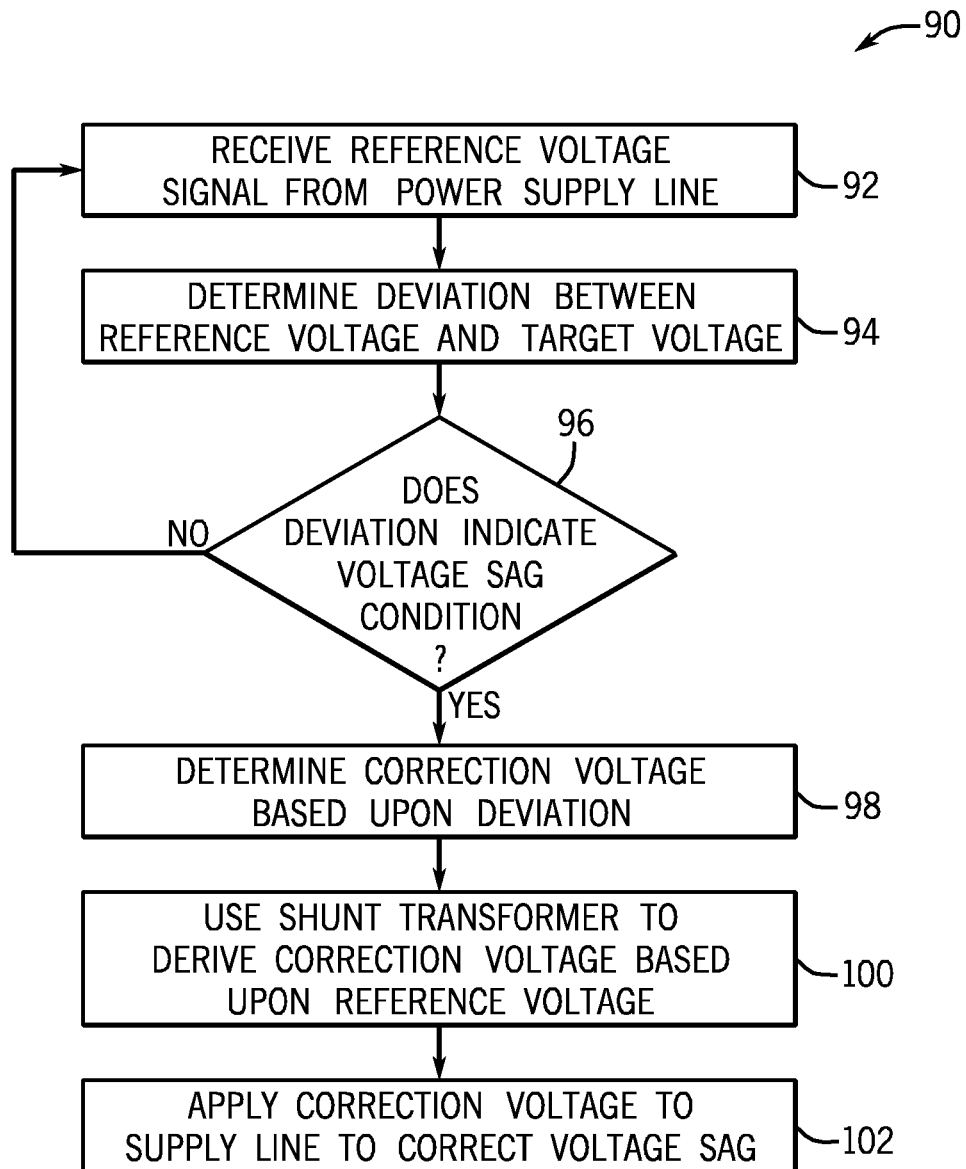 90
RECEIVE REFERENCE VOLTAGE
SIGNAL FROM POWER SUPPLY LINE
92
DETERMINE DEVIATION BETWEEN
REFERENCE VOLTAGE AND TARGET VOLTAGE
94
96
DOES
DEVIATION INDICATE
VOLTAGE SAG
CONDITION
?
NO
YES
DETERMINE CORRECTION VOLTAGE
BASED UPON DEVIATION
98
USE SHUNT TRANSFORMER TO
DERIVE CORRECTION VOLTAGE BASED
UPON REFERENCE VOLTAGE
100
APPLY CORRECTION VOLTAGE TO
SUPPLY LINE TO CORRECT VOLTAGE SAG
102